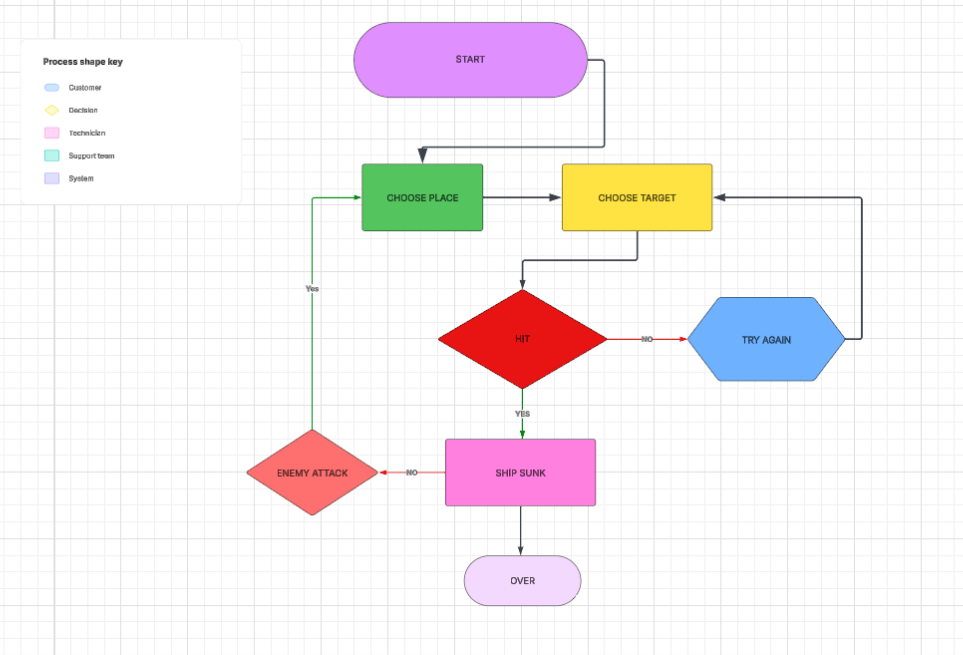 START
Process shape key
Customer
Decision
Technician
Support team
System
CHOOSE PLACE
CHOOSE TARGET
Yes
HIT
NO
TRY AGAIN
YES
ENEMY ATTACK
NO
SHIP SUNK
OVER